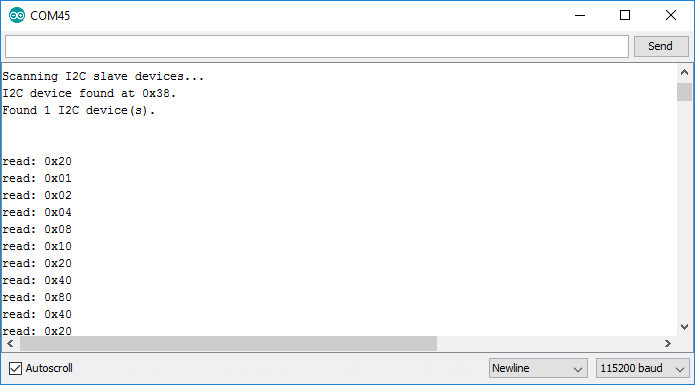 COM45
Send
Scanning I2C slave devices...
I2C device found at 0x38.
Found 1 I2C device(s).
read: 0x20
read: 0x01
read: 0x02
read: 0x04
read: 0x08
read: 0x10
read: 0x20
read: 0x40
read: 0x80
read: 0x40
read: 0x20
Autoscroll
Newline
115200 baud